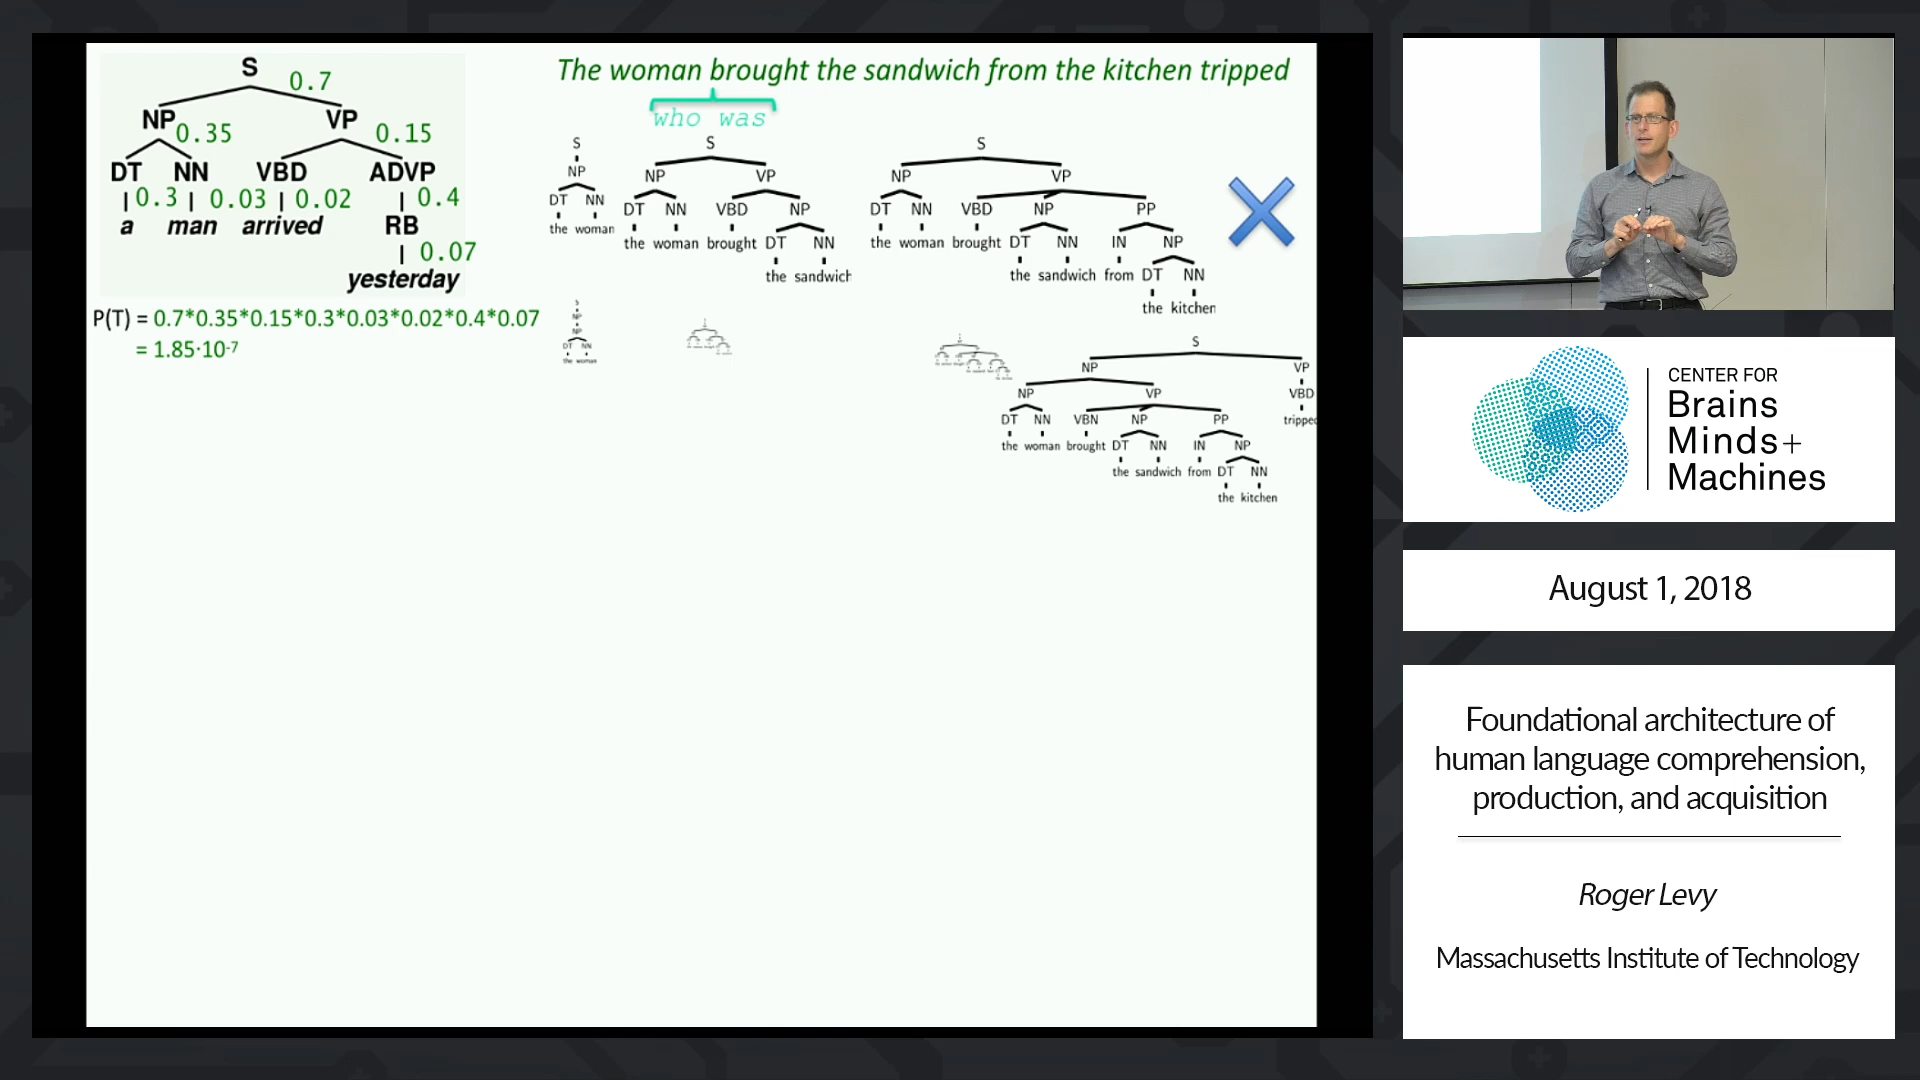 S
0.7
NP 0.35 VP 0.15
DT NN VBD ADVP
0.3 0.03 0.02 0.4
a man arrived RB
0.07
yesterday
P(T) = 0.7*0.35*0.15*0.3*0.03*0.02*0.4*0.07
= 1.85·10-7
The woman brought the sandwich from the kitchen tripped
who was
S
NP
DT NN
the woman
S
NP VP
DT NN VBD NP
the woman brought DT NN
the sandwich
S
NP VP
DT NN VBD NP PP
the woman brought DT NN IN NP
the sandwich from DT NN
the kitchen
S
NP
NP
DT NN
the woman
S
NP VP
NP VP VBD
DT NN VBN NP PP tripped
the woman brought DT NN IN NP
the sandwich from DT NN
the kitchen
CENTER FOR
Brains
Minds+
Machines
August 1, 2018
Foundational architecture of
human language comprehension,
production, and acquisition
Roger Levy
Massachusetts Institute of Technology